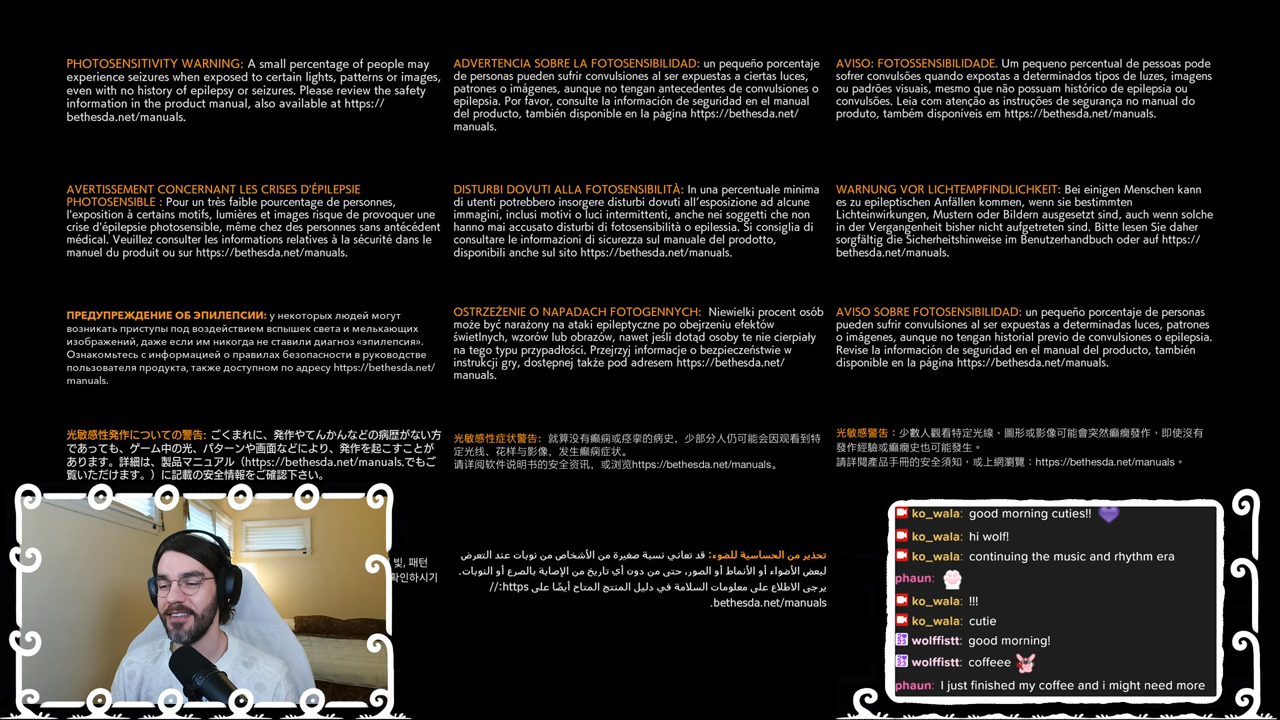 PHOTOSENSITIVITY WARNING: A small percentage of people may
experience seizures when exposed to certain lights, patterns or images,
even with no history of epilepsy or seizures. Please review the safety
information in the product manual, also available at https://
bethesda.net/manuals.
ADVERTENCIA SOBRE LA FOTOSENSIBILIDAD: un pequeño porcentaje
de personas pueden sufrir convulsiones al ser expuestas a ciertas luces,
patrones o imágenes, aunque no tengan antecedentes de convulsiones o
epilepsia. Por favor, consulte la información de seguridad en el manual
del producto, también disponible en la página https://bethesda.net/
manuals.
AVISO: FOTOSSENSIBILIDADE. Um pequeno percentual de pessoas pode
sofrer convulsões quando expostas a determinados tipos de luzes, imagens
ou padrões visuais, mesmo que não possuam histórico de epilepsia ou
convulsões. Leia com atenção as instruções de segurança no manual do
produto, também disponíveis em https://bethesda.net/manuals.
AVERTISSEMENT CONCERNANT LES CRISES D'ÉPILEPSIE
PHOTOSENSIBLE : Pour un très faible pourcentage de personnes,
l'exposition à certains motifs, lumières et images risque de provoquer une
crise d'épilepsie photosensible, même chez des personnes sans antécédent
médical. Veuillez consulter les informations relatives à la sécurité dans le
manuel du produit ou sur https://bethesda.net/manuals.
DISTURBI DOVUTI ALLA FOTOSENSIBILITÀ: In una percentuale minima
di utenti potrebbero insorgere disturbi dovuti all'esposizione ad alcune
immagini, inclusi motivi o luci intermittenti, anche nei soggetti che non
hanno mai accusato disturbi di fotosensibilità o epilessia. Si consiglia di
consultare le informazioni di sicurezza sul manuale del prodotto,
disponibili anche sul sito https://bethesda.net/manuals.
WARNUNG VOR LICHTEMPFINDLICHKEIT: Bei einigen Menschen kann
es zu epileptischen Anfällen kommen, wenn sie bestimmten
Lichteinwirkungen, Mustern oder Bildern ausgesetzt sind, auch wenn solche
in der Vergangenheit bisher nicht aufgetreten sind. Bitte lesen Sie daher
sorgfältig die Sicherheitshinweise im Benutzerhandbuch oder auf https://
bethesda.net/manuals.
ПРЕДУПРЕЖДЕНИЕ ОБ ЭПИЛЕПСИИ: у некоторых людей могут
возникать приступы под воздействием вспышек света и мелькающих
изображений, даже если им никогда не ставили диагноз «эпилепсия».
Ознакомьтесь с информацией о правилах безопасности в руководстве
пользователя продукта, также доступном по адресу https://bethesda.net/
manuals.
OSTRZEŻENIE O NAPADACH FOTOGENNYCH: Niewielki procent osób
może być narażony na ataki epileptyczne po obejrzeniu efektów
świetlnych, wzorów lub obrazów, nawet jeśli dotąd osoby te nie cierpiały
na tego typu przypadłości. Przejrzyj informacje o bezpieczeństwie w
instrukcji gry, dostępnej także pod adresem https://bethesda.net/
manuals.
AVISO SOBRE FOTOSENSIBILIDAD: un pequeño porcentaje de personas
pueden sufrir convulsiones al ser expuestas a determinadas luces, patrones
o imágenes, aunque no tengan historial previo de convulsiones o epilepsia.
Revise la información de seguridad en el manual del producto, también
disponible en la página https://bethesda.net/manuals.
光敏感性発作についての警告: ごくまれに、発作やてんかんなどの病歴がない方
であっても、ゲーム中の光、パターンや画面などにより、発作を起こすことが
あります。詳細は、製品マニュアル（https://bethesda.net/manuals.でもご
覧いただけます。）に記載の安全情報をご確認下さい。
光敏感性症状警告：就算没有癫痫或痉挛的病史，少部分人仍可能会因观看到特
定光线、花样与影像，发生癫痫症状。
请详阅软件说明书的安全资讯，或浏览https://bethesda.net/manuals。
光敏感警告：少數人觀看特定光線、圖形或影像可能會突然癲癇發作，即使沒有
發作經驗或癲癇史也可能發生。
請詳閱產品手冊的安全須知，或上網瀏覽：https://bethesda.net/manuals。
빛, 패턴
확인하시기
تحذير من الحساسية للضوء: قد تعاني نسبة صغيرة من الأشخاص من نوبات عند التعرض
لبعض الأضواء أو الأنماط أو الصور، حتى من دون أي تاريخ من الإصابة بالصرع أو النوبات.
يرجى الاطلاع على معلومات السلامة في دليل المنتج المتاح أيضًا على https://
bethesda.net/manuals.
ko_wala: good morning cuties!!
ko_wala: hi wolf!
ko_wala: continuing the music and rhythm era
phaun:
ko_wala: !!!
ko_wala: cutie
wolffistt: good morning!
wolffistt: coffeee
phaun: I just finished my coffee and i might need more